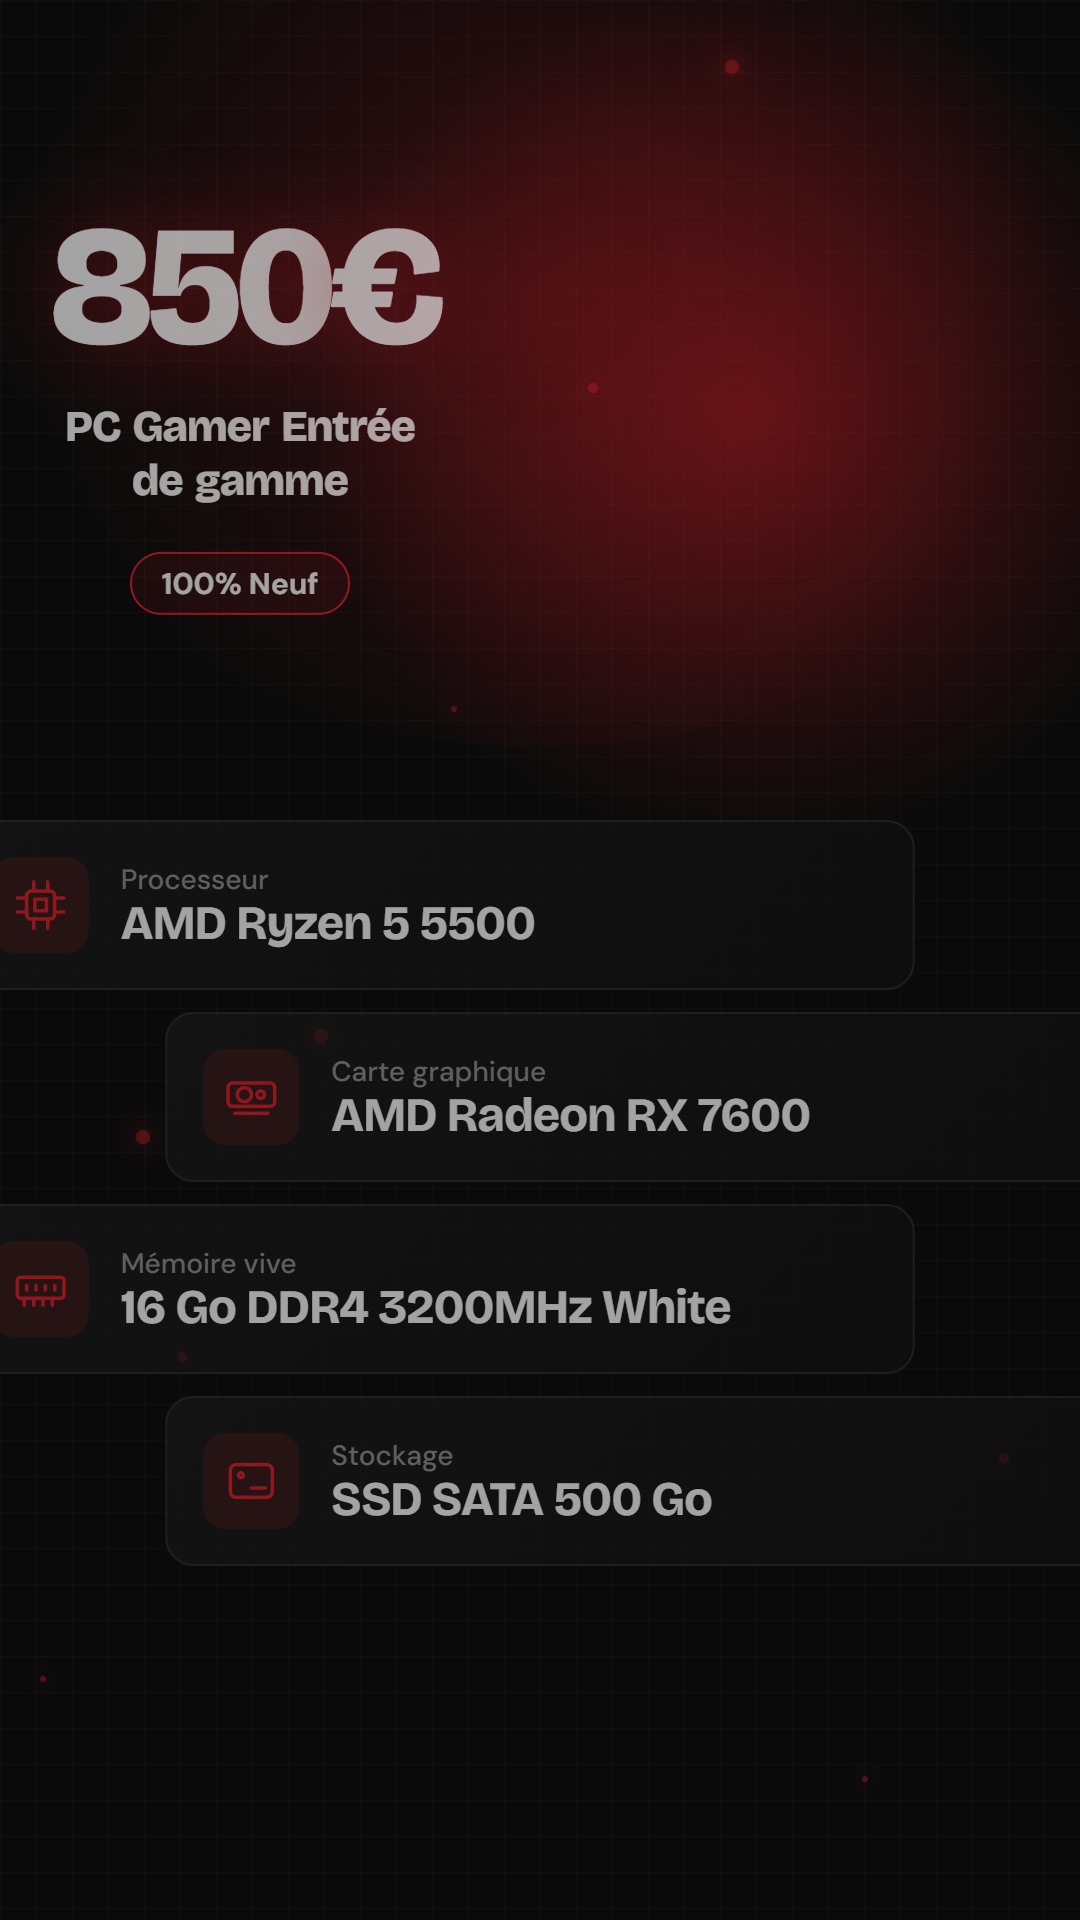 850€
PC Gamer Entrée
de gamme
100% Neuf
Processeur
AMD Ryzen 5 5500
Carte graphique
AMD Radeon RX 7600
Mémoire vive
16 Go DDR4 3200MHz White
Stockage
SSD SATA 500 Go